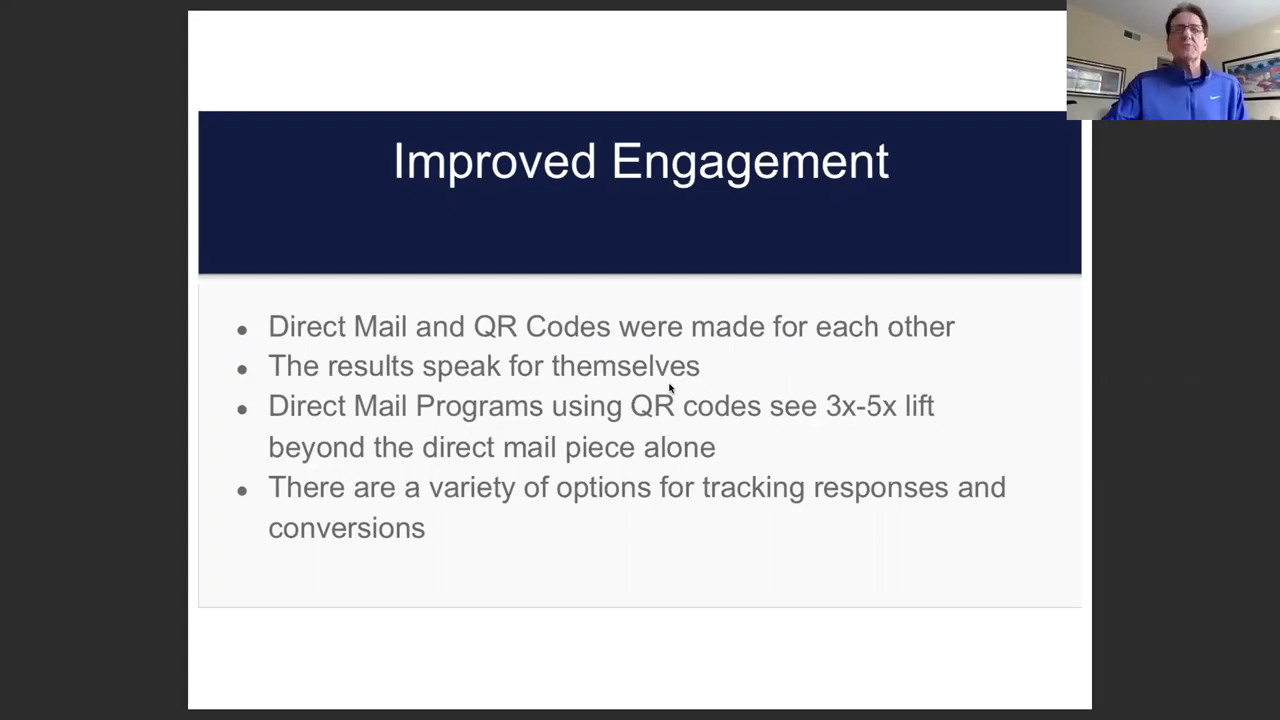 Improved Engagement
• Direct Mail and QR Codes were made for each other
• The results speak for themselves
• Direct Mail Programs using QR codes see 3x-5x lift
beyond the direct mail piece alone
• There are a variety of options for tracking responses and
conversions